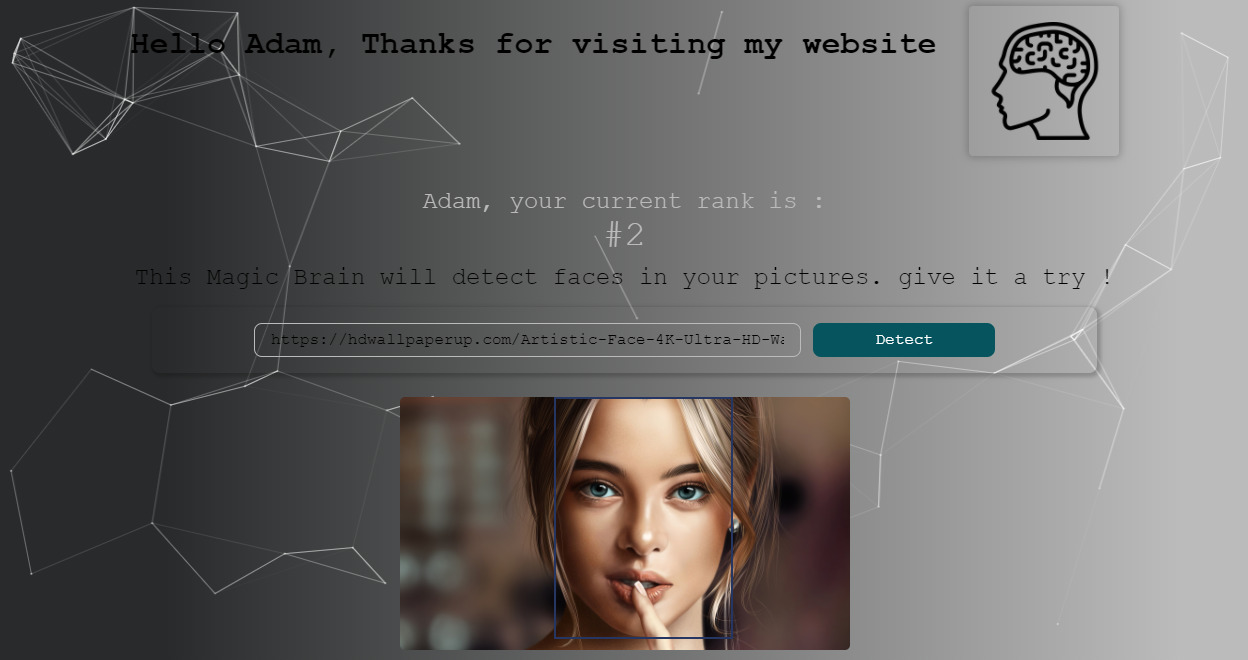 Hello Adam, Thanks for visiting my website
Adam, your current rank is :
#2
This Magic Brain will detect faces in your pictures. give it a try !
https://hdwallpaperup.com/Artistic-Face-4K-Ultra-HD-Wa
Detect